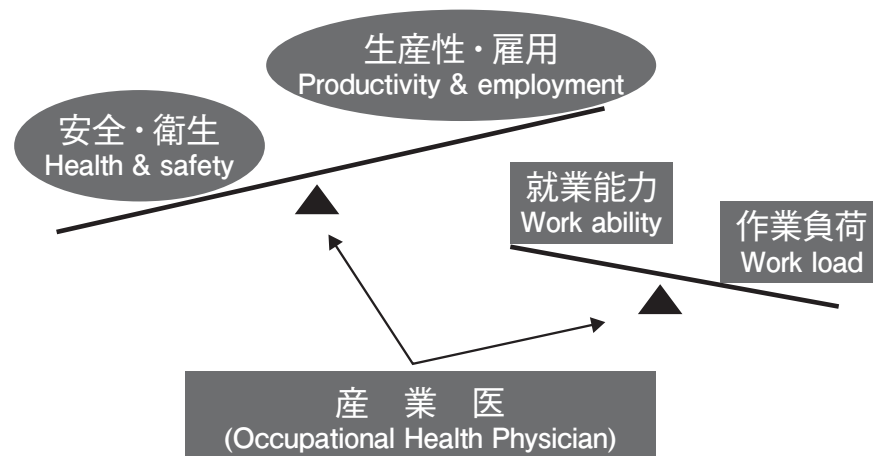 生産性・雇用
Productivity & employment
安全・衛生
Health & safety
就業能力
Work ability
作業負荷
Work load
産業医
(Occupational Health Physician)